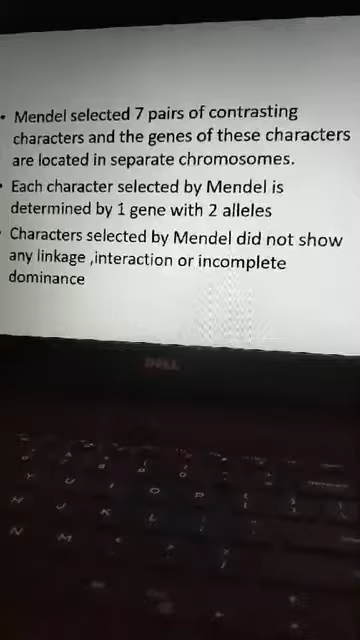 • Mendel selected 7 pairs of contrasting
characters and the genes of these characters
are located in separate chromosomes.
• Each character selected by Mendel is
determined by 1 gene with 2 alleles
• Characters selected by Mendel did not show
any linkage ,interaction or incomplete
dominance
DELL
Y U I O P
H J K L
N M